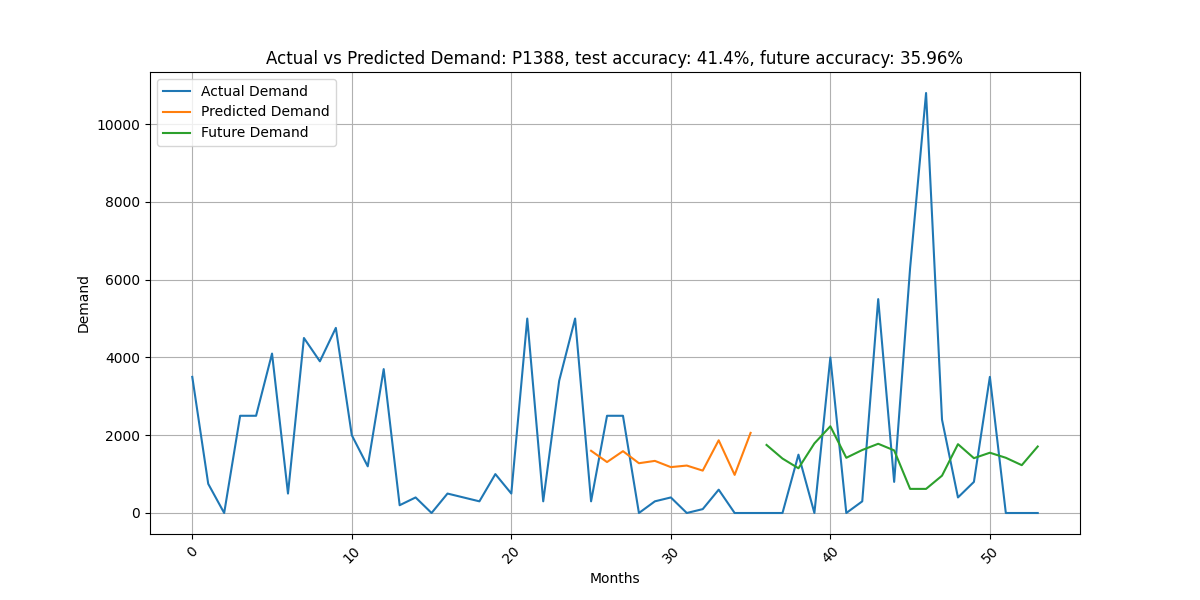 Actual vs Predicted Demand: P1388, test accuracy: 41.4%, future accuracy: 35.96%
Actual Demand
Predicted Demand
Future Demand
10000
8000
6000
4000
2000
0
Demand
0
10
20
30
40
50
Months